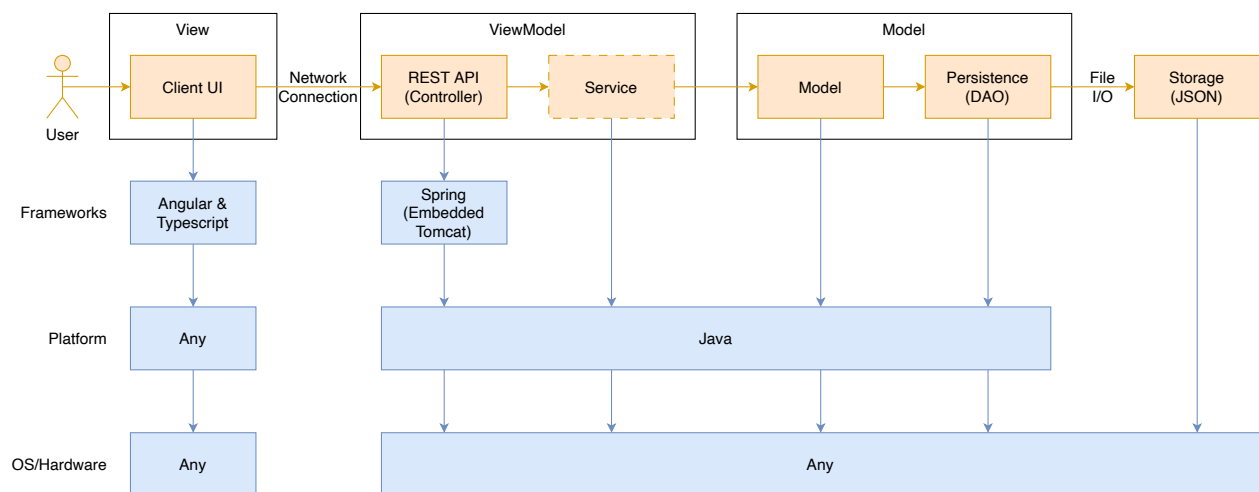 View
ViewModel
Model
User
Client UI
Network
Connection
REST API
(Controller)
Service
Model
Persistence
(DAO)
File
I/O
Storage
(JSON)
Frameworks
Angular &
Typescript
Spring
(Embedded
Tomcat)
Platform
Any
Java
OS/Hardware
Any
Any